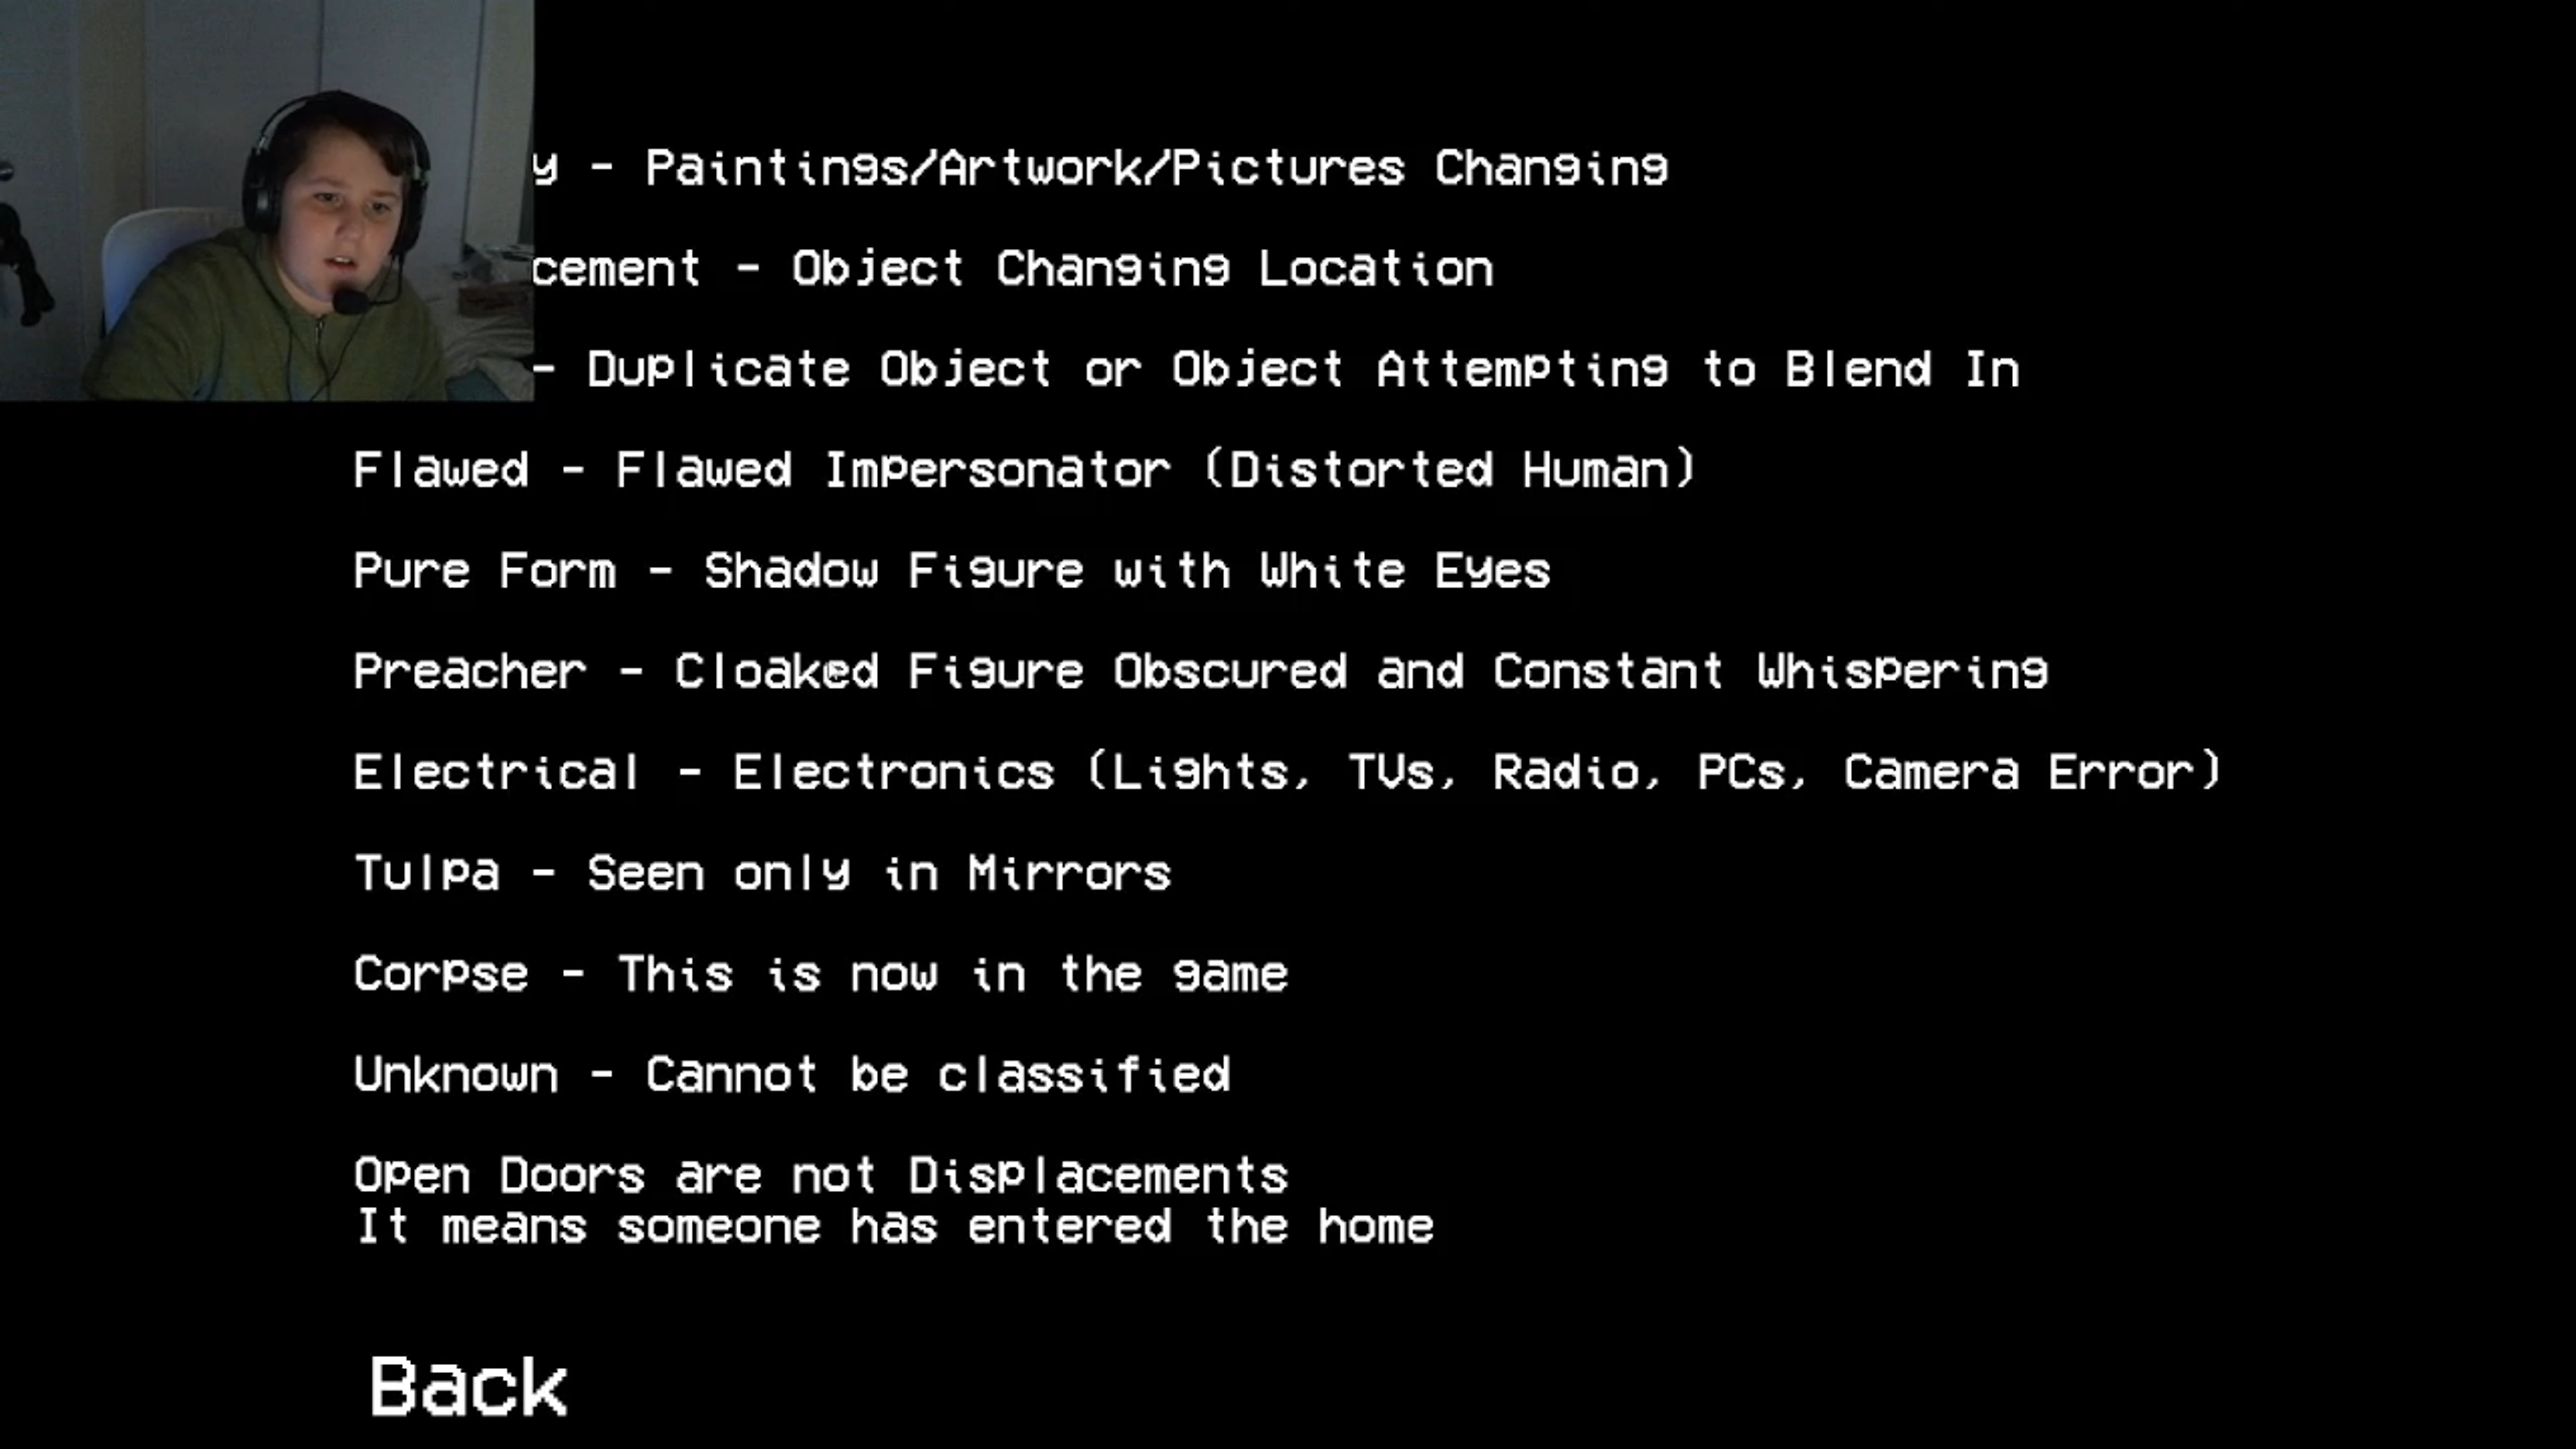 y - Paintings/Artwork/Pictures Changing
cement - Object Changing Location
- Duplicate Object or Object Attempting to Blend In
Flawed - Flawed Impersonator (Distorted Human)
Pure Form - Shadow Figure with White Eyes
Preacher - Cloaked Figure Obscured and Constant Whispering
Electrical - Electronics (Lights, TVs, Radio, PCs, Camera Error)
Tulpa - Seen only in Mirrors
Corpse - This is now in the game
Unknown - Cannot be classified
Open Doors are not Displacements
It means someone has entered the home
Back